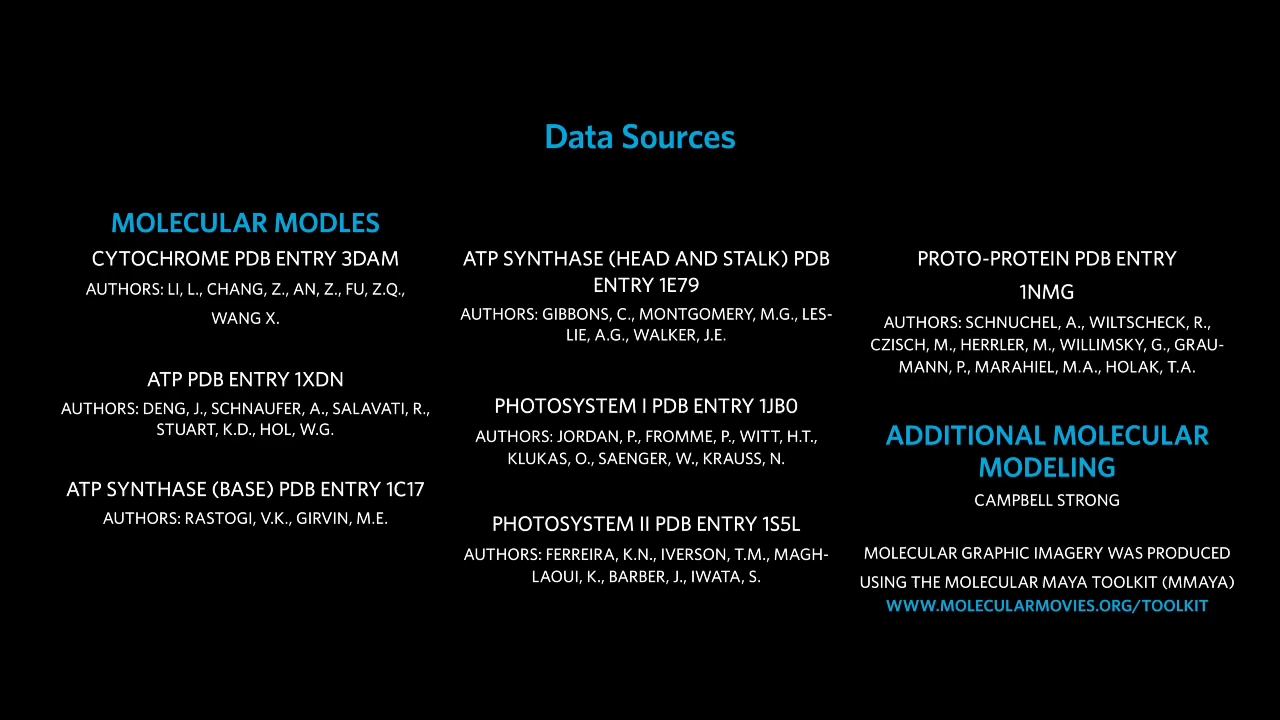 Data Sources
MOLECULAR MODLES
CYTOCHROME PDB ENTRY 3DAM
AUTHORS: LI, L., CHANG, Z., AN, Z., FU, Z.Q.,
WANG X.
ATP PDB ENTRY 1XDN
AUTHORS: DENG, J., SCHNAUFER, A., SALAVATI, R.,
STUART, K.D., HOL, W.G.
ATP SYNTHASE (BASE) PDB ENTRY 1C17
AUTHORS: RASTOGI, V.K., GIRVIN, M.E.
ATP SYNTHASE (HEAD AND STALK) PDB
ENTRY 1E79
AUTHORS: GIBBONS, C., MONTGOMERY, M.G., LES-
LIE, A.G., WALKER, J.E.
PHOTOSYSTEM I PDB ENTRY 1JB0
AUTHORS: JORDAN, P., FROMME, P., WITT, H.T.,
KLUKAS, O., SAENGER, W., KRAUSS, N.
PHOTOSYSTEM II PDB ENTRY 1S5L
AUTHORS: FERREIRA, K.N., IVERSON, T.M., MAGH-
LAOUI, K., BARBER, J., IWATA, S.
PROTO-PROTEIN PDB ENTRY
1NMG
AUTHORS: SCHNUCHEL, A., WILTSCHECK, R.,
CZISCH, M., HERRLER, M., WILLIMSKY, G., GRAU-
MANN, P., MARAHIEL, M.A., HOLAK, T.A.
ADDITIONAL MOLECULAR
MODELING
CAMPBELL STRONG
MOLECULAR GRAPHIC IMAGERY WAS PRODUCED
USING THE MOLECULAR MAYA TOOLKIT (MMAYA)
WWW.MOLECULARMOVIES.ORG/TOOLKIT